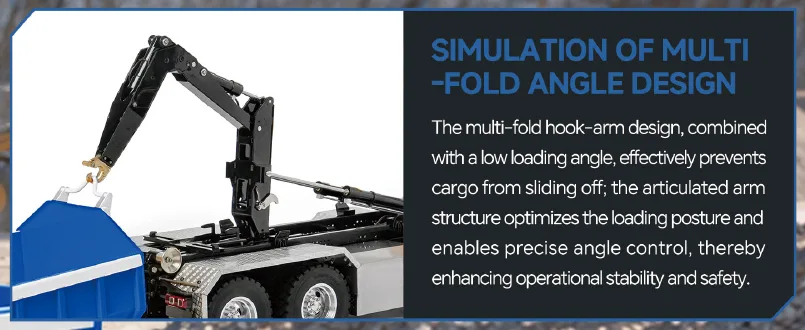 SIMULATION OF MULTI
-FOLD ANGLE DESIGN
The multi-fold hook-arm design, combined
with a low loading angle, effectively prevents
cargo from sliding off; the articulated arm
structure optimizes the loading posture and
enables precise angle control, thereby
enhancing operational stability and safety.